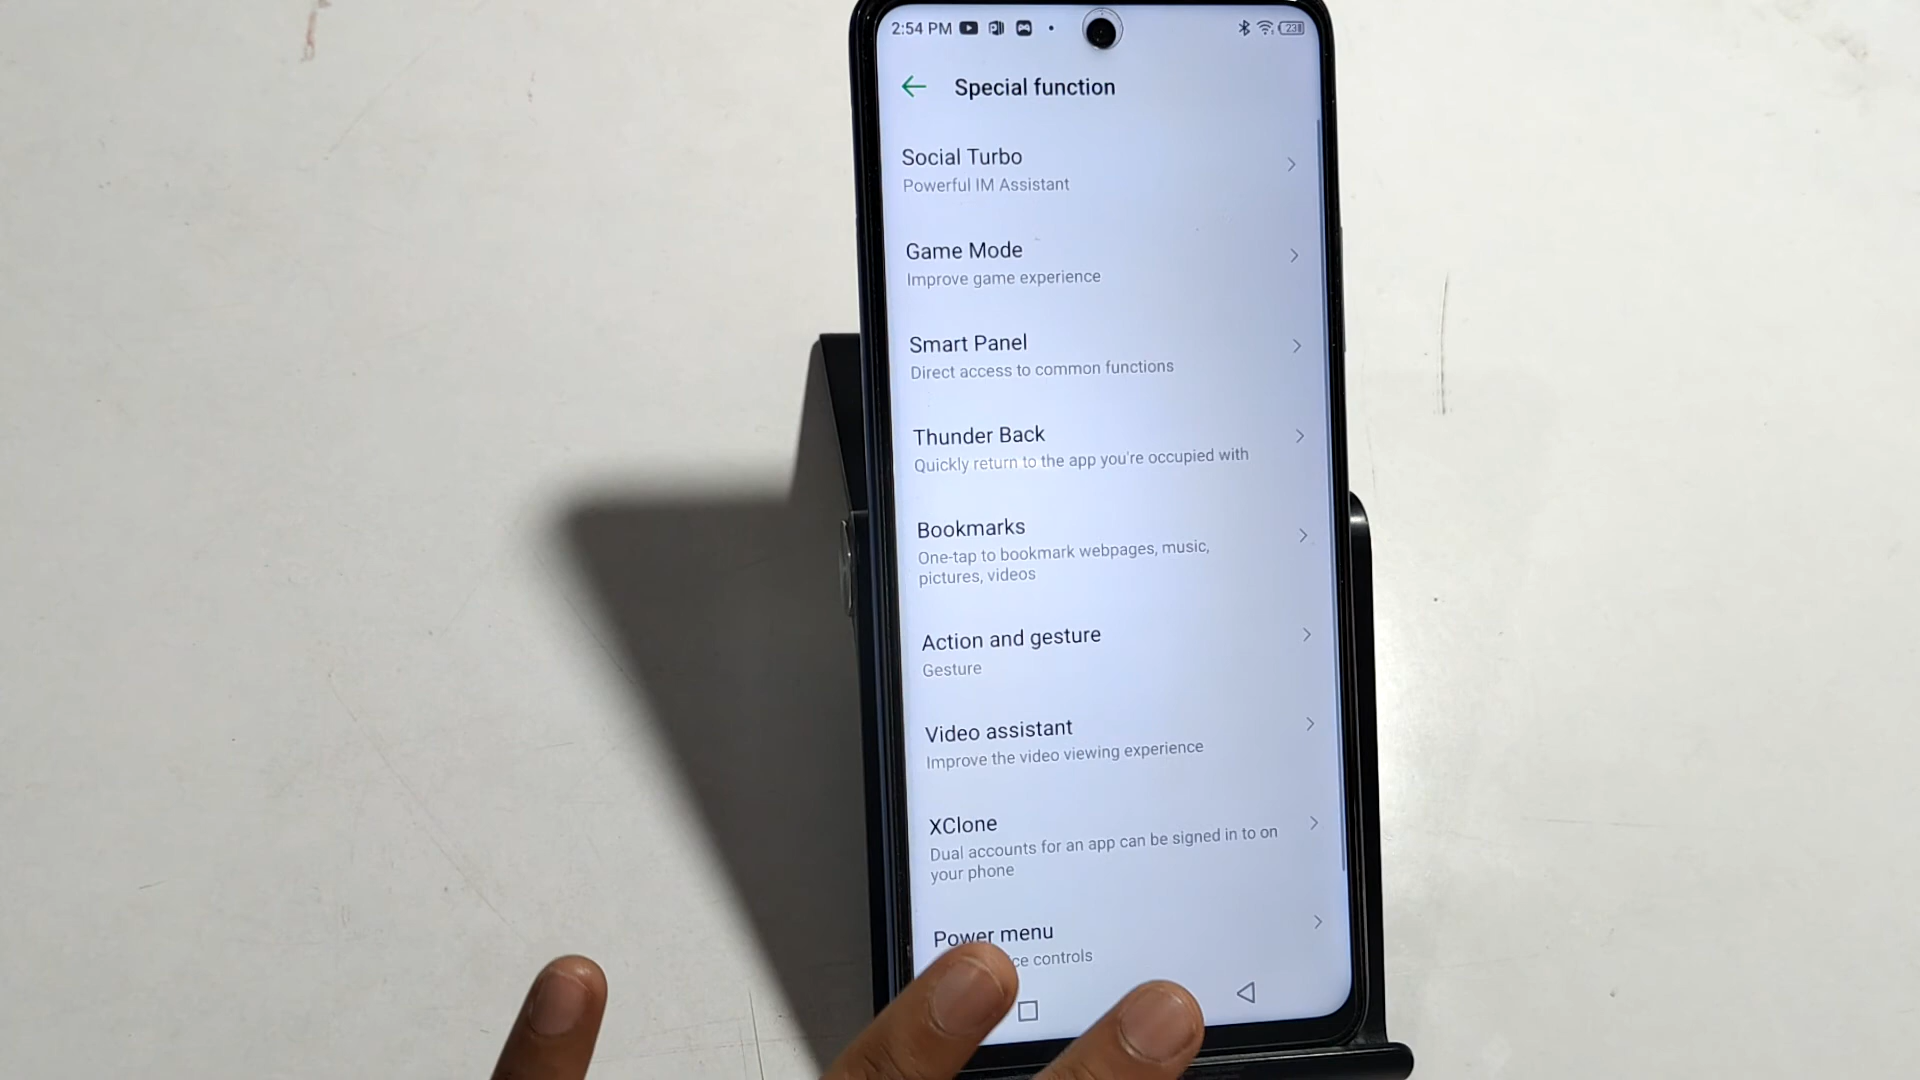 2:54 PM
23
Special function
Social Turbo
Powerful IM Assistant
Game Mode
Improve game experience
Smart Panel
Direct access to common functions
Thunder Back
Quickly return to the app you're occupied with
Bookmarks
One-tap to bookmark webpages, music,
pictures, videos
Action and gesture
Gesture
Video assistant
Improve the video viewing experience
XClone
Dual accounts for an app can be signed in to on
your phone
Power menu
controls